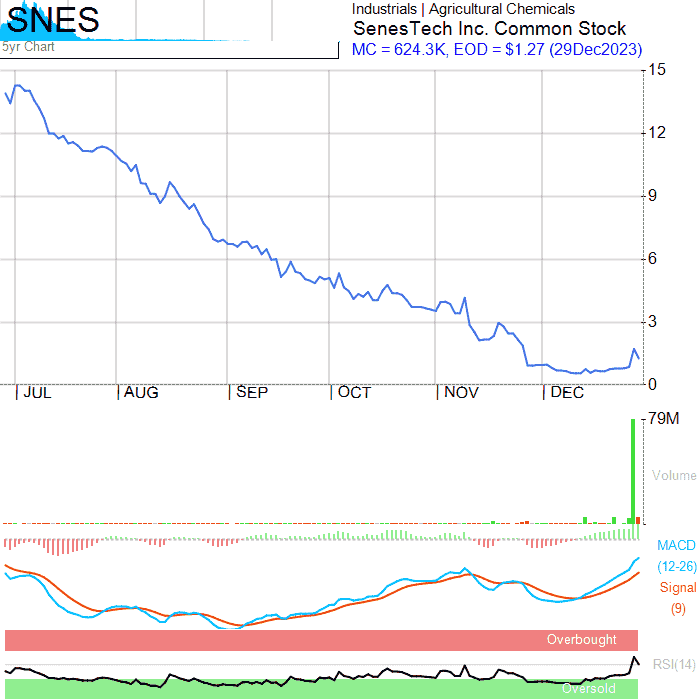 SNES
5yr Chart
Industrials | Agricultural Chemicals
SenesTech Inc. Common Stock
MC = 624.3K, EOD = $1.27 (29Dec2023)
15
12
9
6
3
0
JUL
AUG
SEP
OCT
NOV
DEC
79M
Volume
MACD
(12-26)
Signal
(9)
Overbought
RSI(14)
Oversold